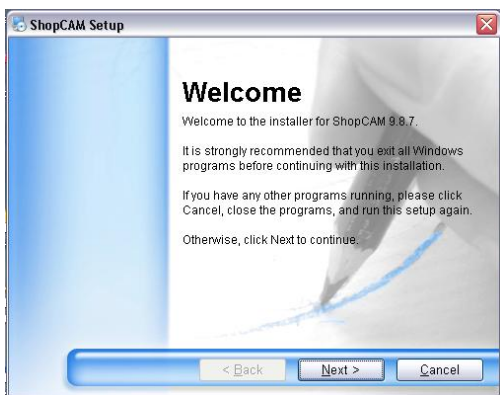 ShopCAM Setup
Welcome
Welcome to the installer for ShopCAM 9.8.7.
It is strongly recommended that you exit all Windows
programs before continuing with this installation.
If you have any other programs running, please click
Cancel, close the programs, and run this setup again.
Otherwise, click Next to continue.
< Back Next > Cancel